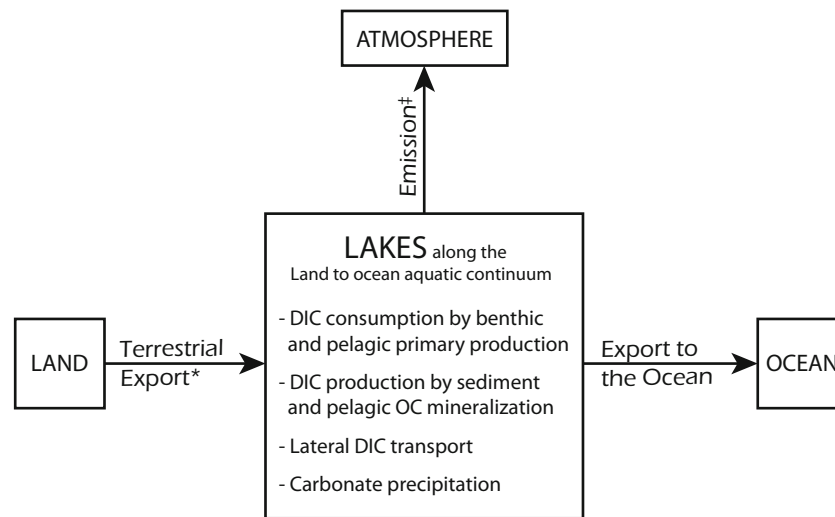 ATMOSPHERE
Emission‡
LAKES along the
Land to ocean aquatic continuum
- DIC consumption by benthic
and pelagic primary production
- DIC production by sediment
and pelagic OC mineralization
- Lateral DIC transport
- Carbonate precipitation
LAND
Terrestrial
Export*
Export to
the Ocean
OCEAN